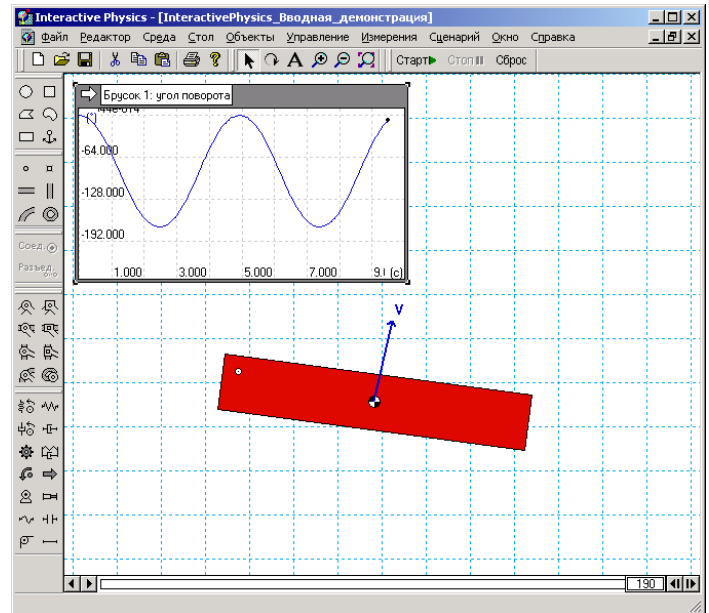 Interactive Physics - [InteractivePhysics_Вводная_демонстрация]
Файл Редактор Среда Стол Объекты Управление Измерения Сценарий Окно Справка
A Старт Стоп Сброс
Брусок 1: угол поворота
(°)
-64.000
-128.000
-192.000
1.000 3.000 5.000 7.000 9.( (c)
Соед.
Разъед.
V
190